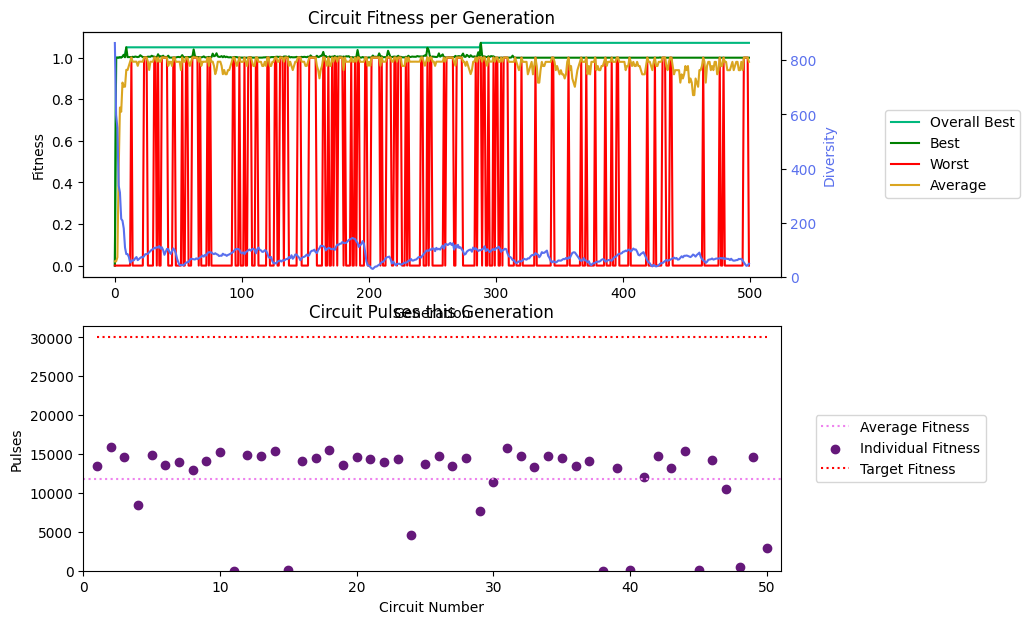 Circuit Fitness per Generation
Fitness
1.0
0.8
0.6
0.4
0.2
0.0
0
100
200
300
400
500
Generation
800
600
400
200
0
Diversity
Overall Best
Best
Worst
Average
Circuit Pulses this Generation
Pulses
30000
25000
20000
15000
10000
5000
0
0
10
20
30
40
50
Circuit Number
Average Fitness
Individual Fitness
Target Fitness